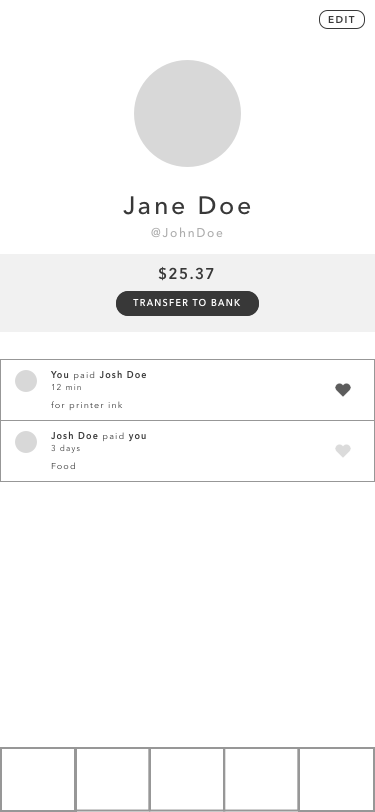 EDIT
Jane Doe
@JohnDoe
$25.37
TRANSFER TO BANK
You paid Josh Doe
12 min
for printer ink
Josh Doe paid you
3 days
Food